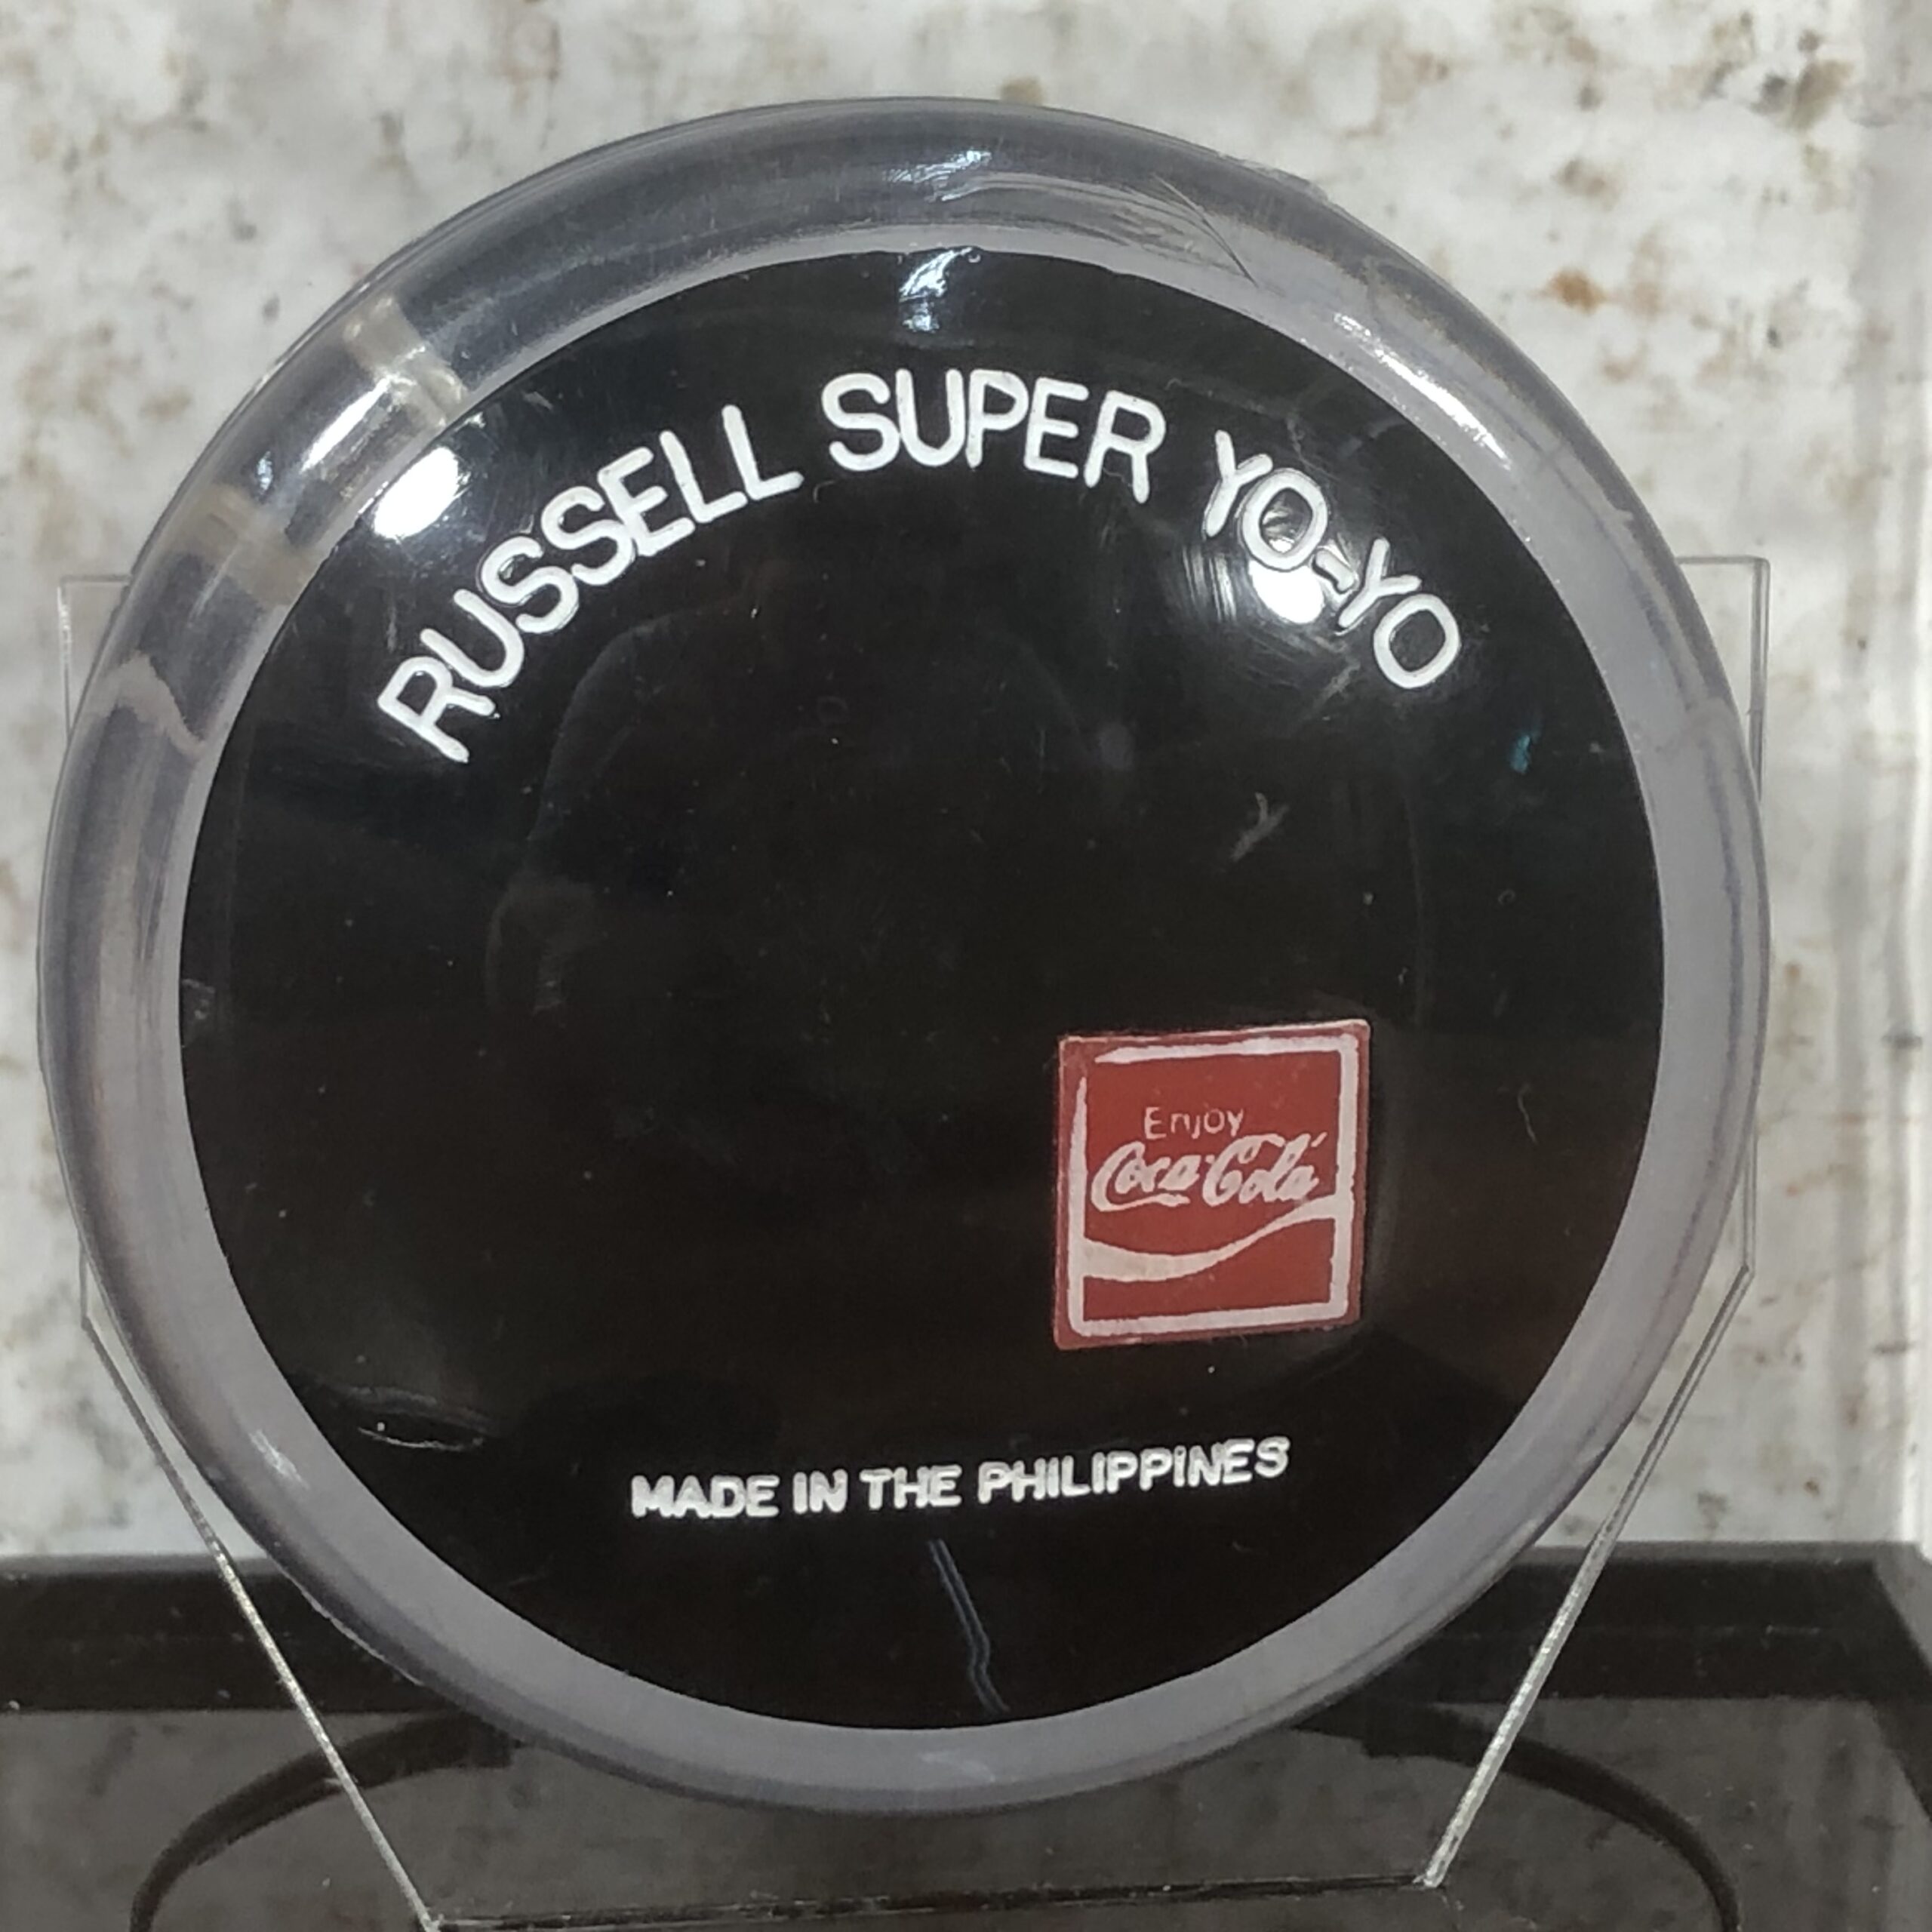 RUSSELL SUPER YO-YO
Enjoy
Coca-Cola
MADE IN THE PHILIPPINES